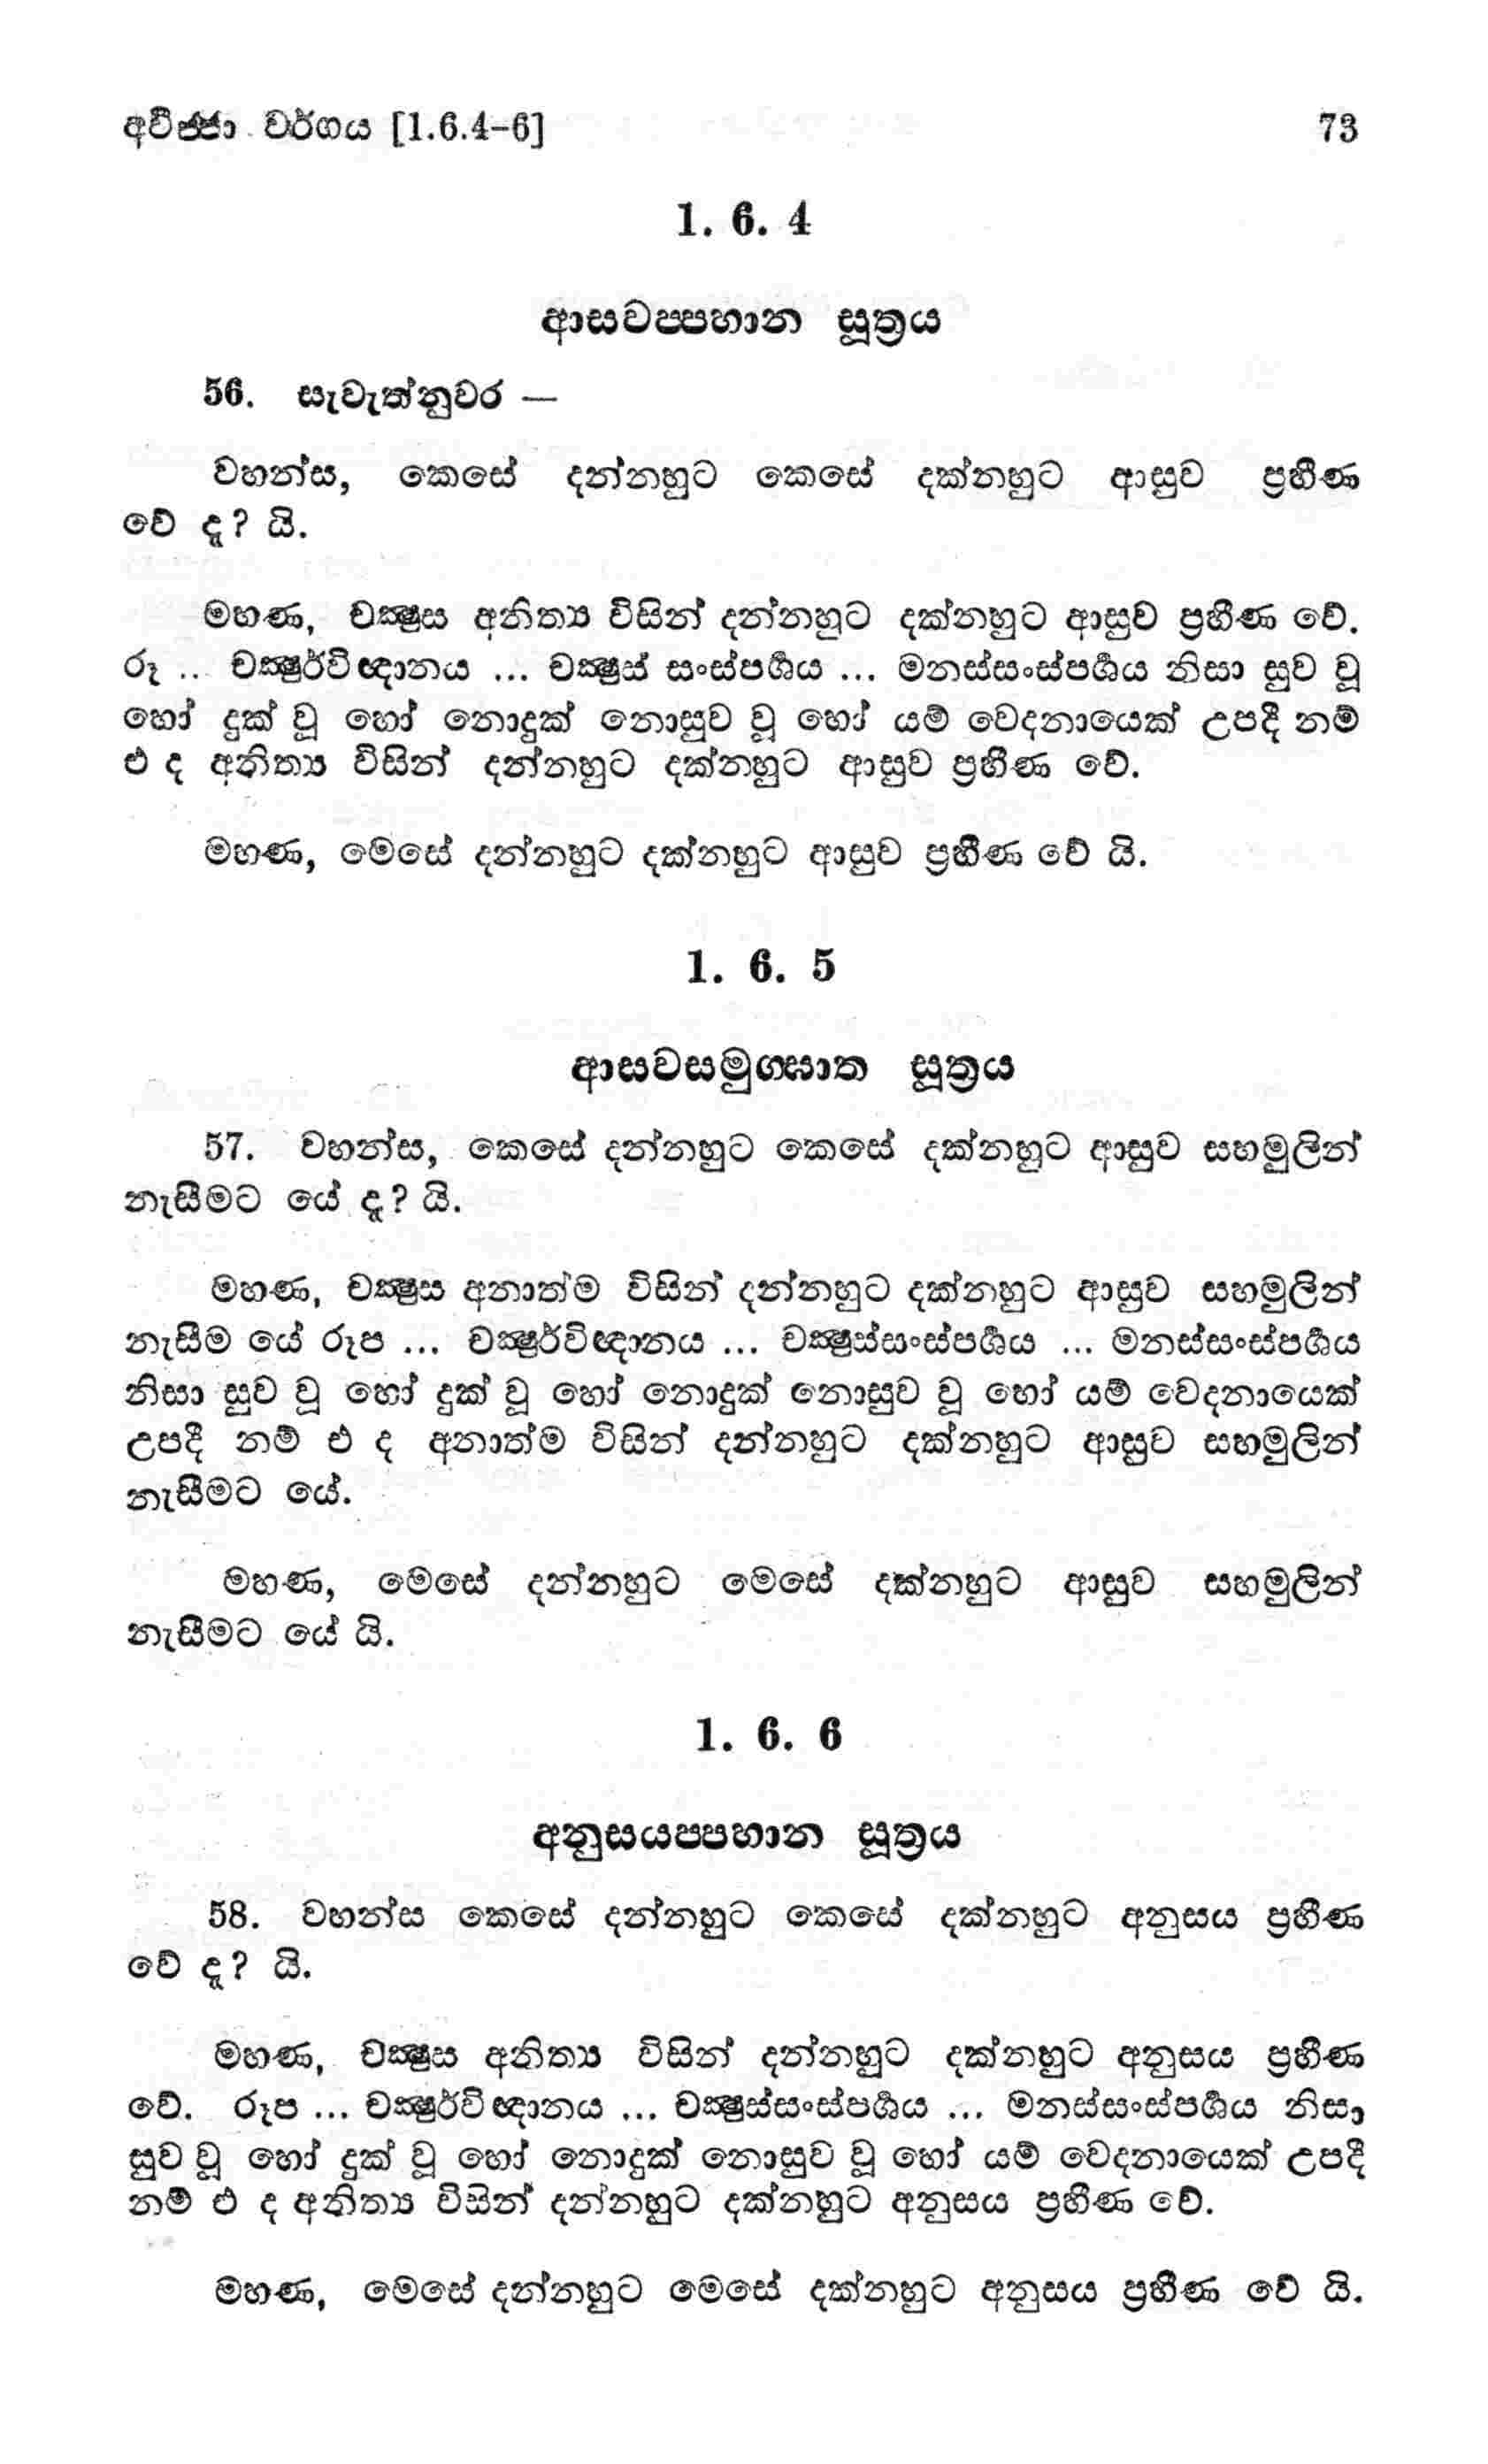 අවිජ්ජා වර්ගය [1.6.4-6] 73
1. 6. 4
ආසවප්පහාන සූත්‍රය
56. සැවැත්නුවර —
වහන්ස, කෙසේ දන්නහුට කෙසේ දක්නහුට ආසුව ප්‍රහීණ
වේ දැ? යි.
මහණ, චක්‍ෂුස අනිත්‍ය විසින් දන්නහුට දක්නහුට ආසුව ප්‍රහීණ වේ.
රූ ... චක්‍ෂුර්විඥානය ... චක්‍ෂුස් සංස්පර්‍ශය ... මනස්සංස්පර්‍ශය නිසා සුව වූ
හෝ දුක් වූ හෝ නොදුක් නොසුව වූ හෝ යම් වෙදනායෙක් උපදී නම්
එ ද අනිත්‍ය විසින් දන්නහුට දක්නහුට ආසුව ප්‍රහීණ වේ.
මහණ, මෙසේ දන්නහුට දක්නහුට ආසුව ප්‍රහීණ වේ යි.
1. 6. 5
ආසවසමුග්ඝාත සූත්‍රය
57. වහන්ස, කෙසේ දන්නහුට කෙසේ දක්නහුට ආසුව සහමුලින්
නැසීමට යේ දැ? යි.
මහණ, චක්‍ෂුස අනාත්ම විසින් දන්නහුට දක්නහුට ආසුව සහමුලින්
නැසීම යේ රූප ... චක්‍ෂුර්විඥානය ... චක්‍ෂුස්සංස්පර්‍ශය ... මනස්සංස්පර්‍ශය
නිසා සුව වූ හෝ දුක් වූ හෝ නොදුක් නොසුව වූ හෝ යම් වෙදනායෙක්
උපදී නම් එ ද අනාත්ම විසින් දන්නහුට දක්නහුට ආසුව සහමුලින්
නැසීමට යේ.
මහණ, මෙසේ දන්නහුට මෙසේ දක්නහුට ආසුව සහමුලින්
නැසීමට යේ යි.
1. 6. 6
අනුසයප්පහාන සූත්‍රය
58. වහන්ස කෙසේ දන්නහුට කෙසේ දක්නහුට අනුසය ප්‍රහීණ
වේ දැ? යි.
මහණ, චක්‍ෂුස අනිත්‍ය විසින් දන්නහුට දක්නහුට අනුසය ප්‍රහීණ
වේ. රූප ... චක්‍ෂුර්විඥානය ... චක්‍ෂුස්සංස්පර්‍ශය ... මනස්සංස්පර්‍ශය නිසා
සුව වූ හෝ දුක් වූ හෝ නොදුක් නොසුව වූ හෝ යම් වෙදනායෙක් උපදී
නම් එ ද අනිත්‍ය විසින් දන්නහුට දක්නහුට අනුසය ප්‍රහීණ වේ.
මහණ, මෙසේ දන්නහුට මෙසේ දක්නහුට අනුසය ප්‍රහීණ වේ යි.